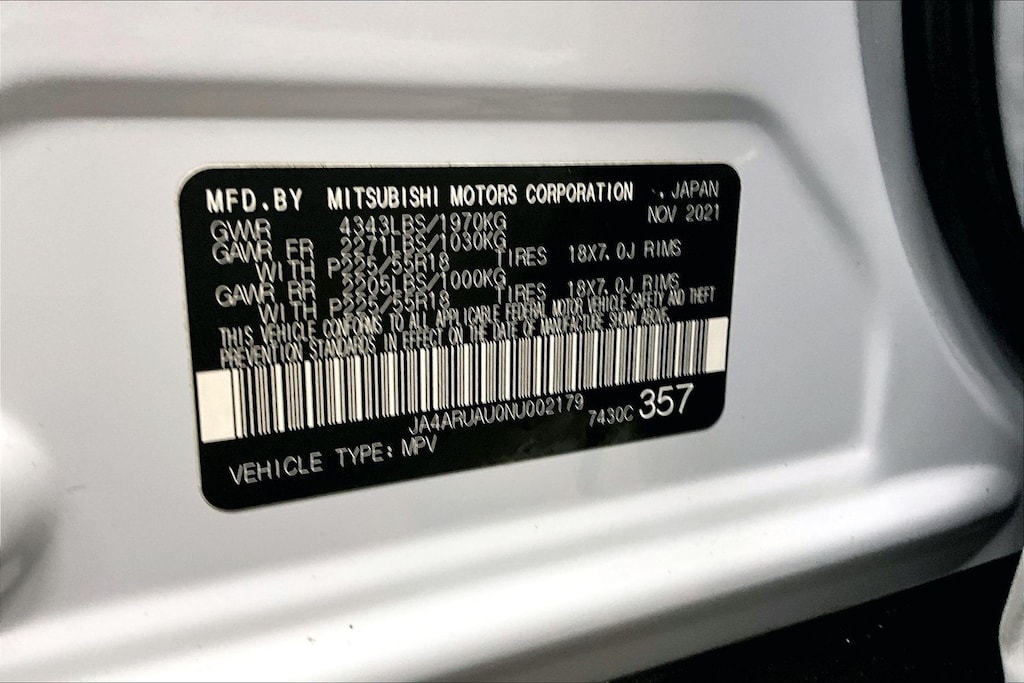 MFD.BY MITSUBISHI MOTORS CORPORATION , JAPAN
NOV 2021
GVWR 4343LBS/1970KG
GAWR FR 2271LBS/1030KG
WITH P225/55R18 TIRES 18X7.0J RIMS
GAWR RR 2205LBS/1000KG
WITH P225/55R18 TIRES 18X7.0J RIMS
THIS VEHICLE CONFORMS TO ALL APPLICABLE FEDERAL MOTOR VEHICLE SAFETY AND THEFT
PREVENTION STANDARDS IN EFFECT ON THE DATE OF MANUFACTURE SHOWN ABOVE.
JA4ARUAU0NU002179 7430C 357
VEHICLE TYPE: MPV